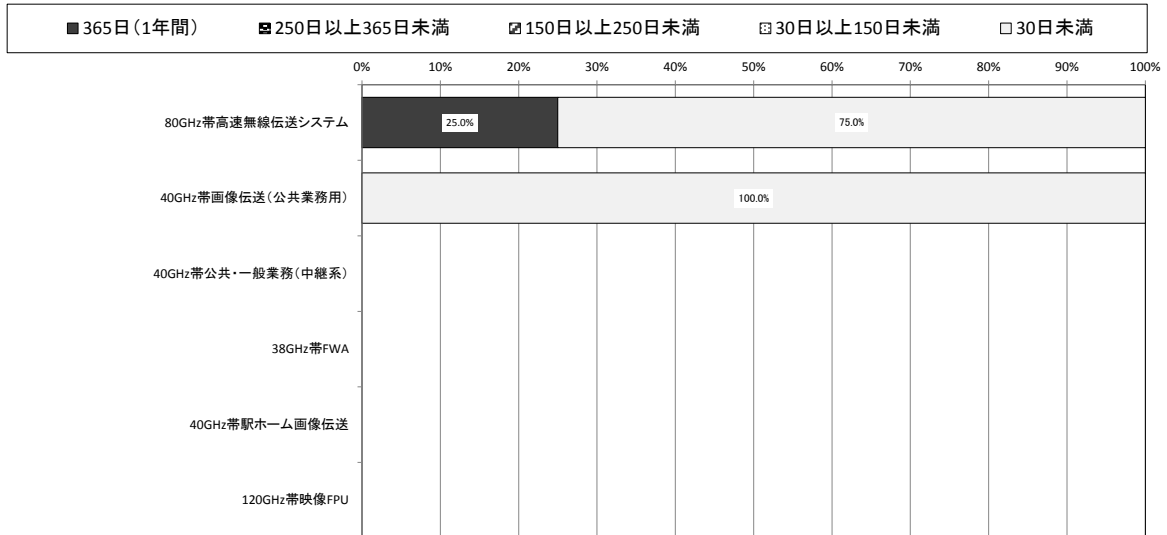 ■365日(1年間) 250日以上365日未満 150日以上250日未満 30日以上150日未満 □30日未満
0% 10% 20% 30% 40% 50% 60% 70% 80% 90% 100%
80GHz帯高速無線伝送システム 25.0% 75.0%
40GHz帯画像伝送(公共業務用) 100.0%
40GHz帯公共・一般業務(中継系)
38GHz帯FWA
40GHz帯駅ホーム画像伝送
120GHz帯映像FPU